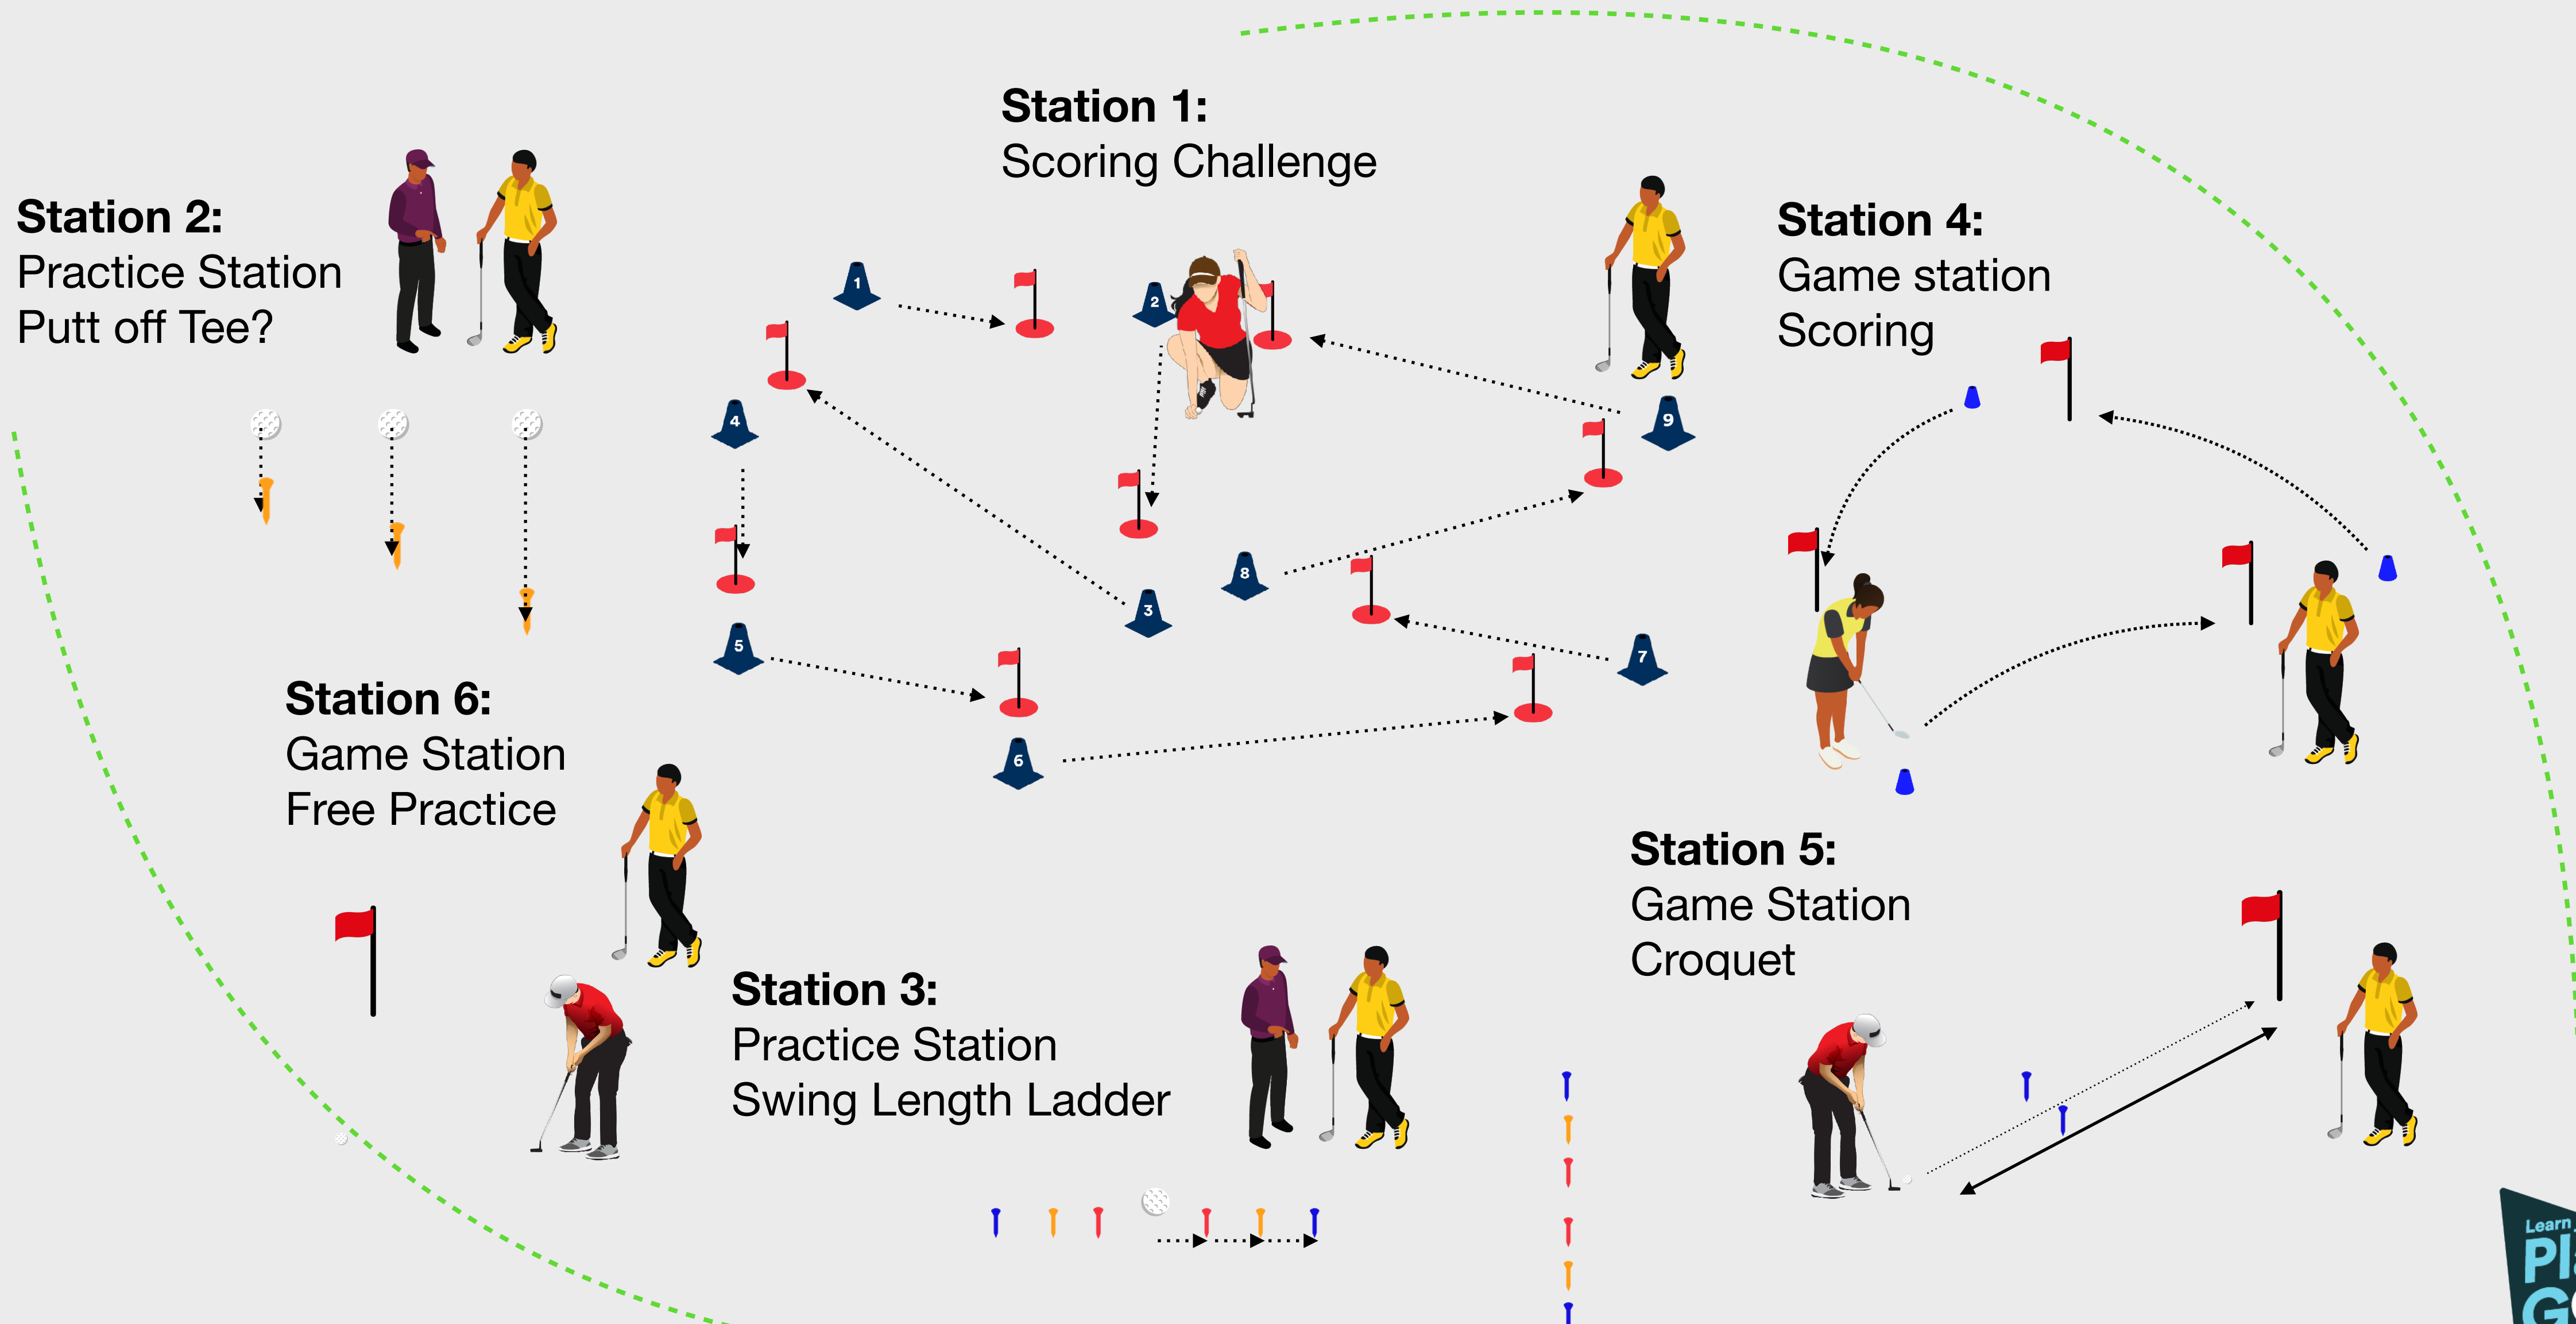 Station 1:
Scoring Challenge
Station 2:
Practice Station
Putt off Tee?
Station 4:
Game station
Scoring
1
2
4
9
8
3
5
7
6
Station 6:
Game Station
Free Practice
Station 5:
Game Station
Croquet
Station 3:
Practice Station
Swing Length Ladder
Learn